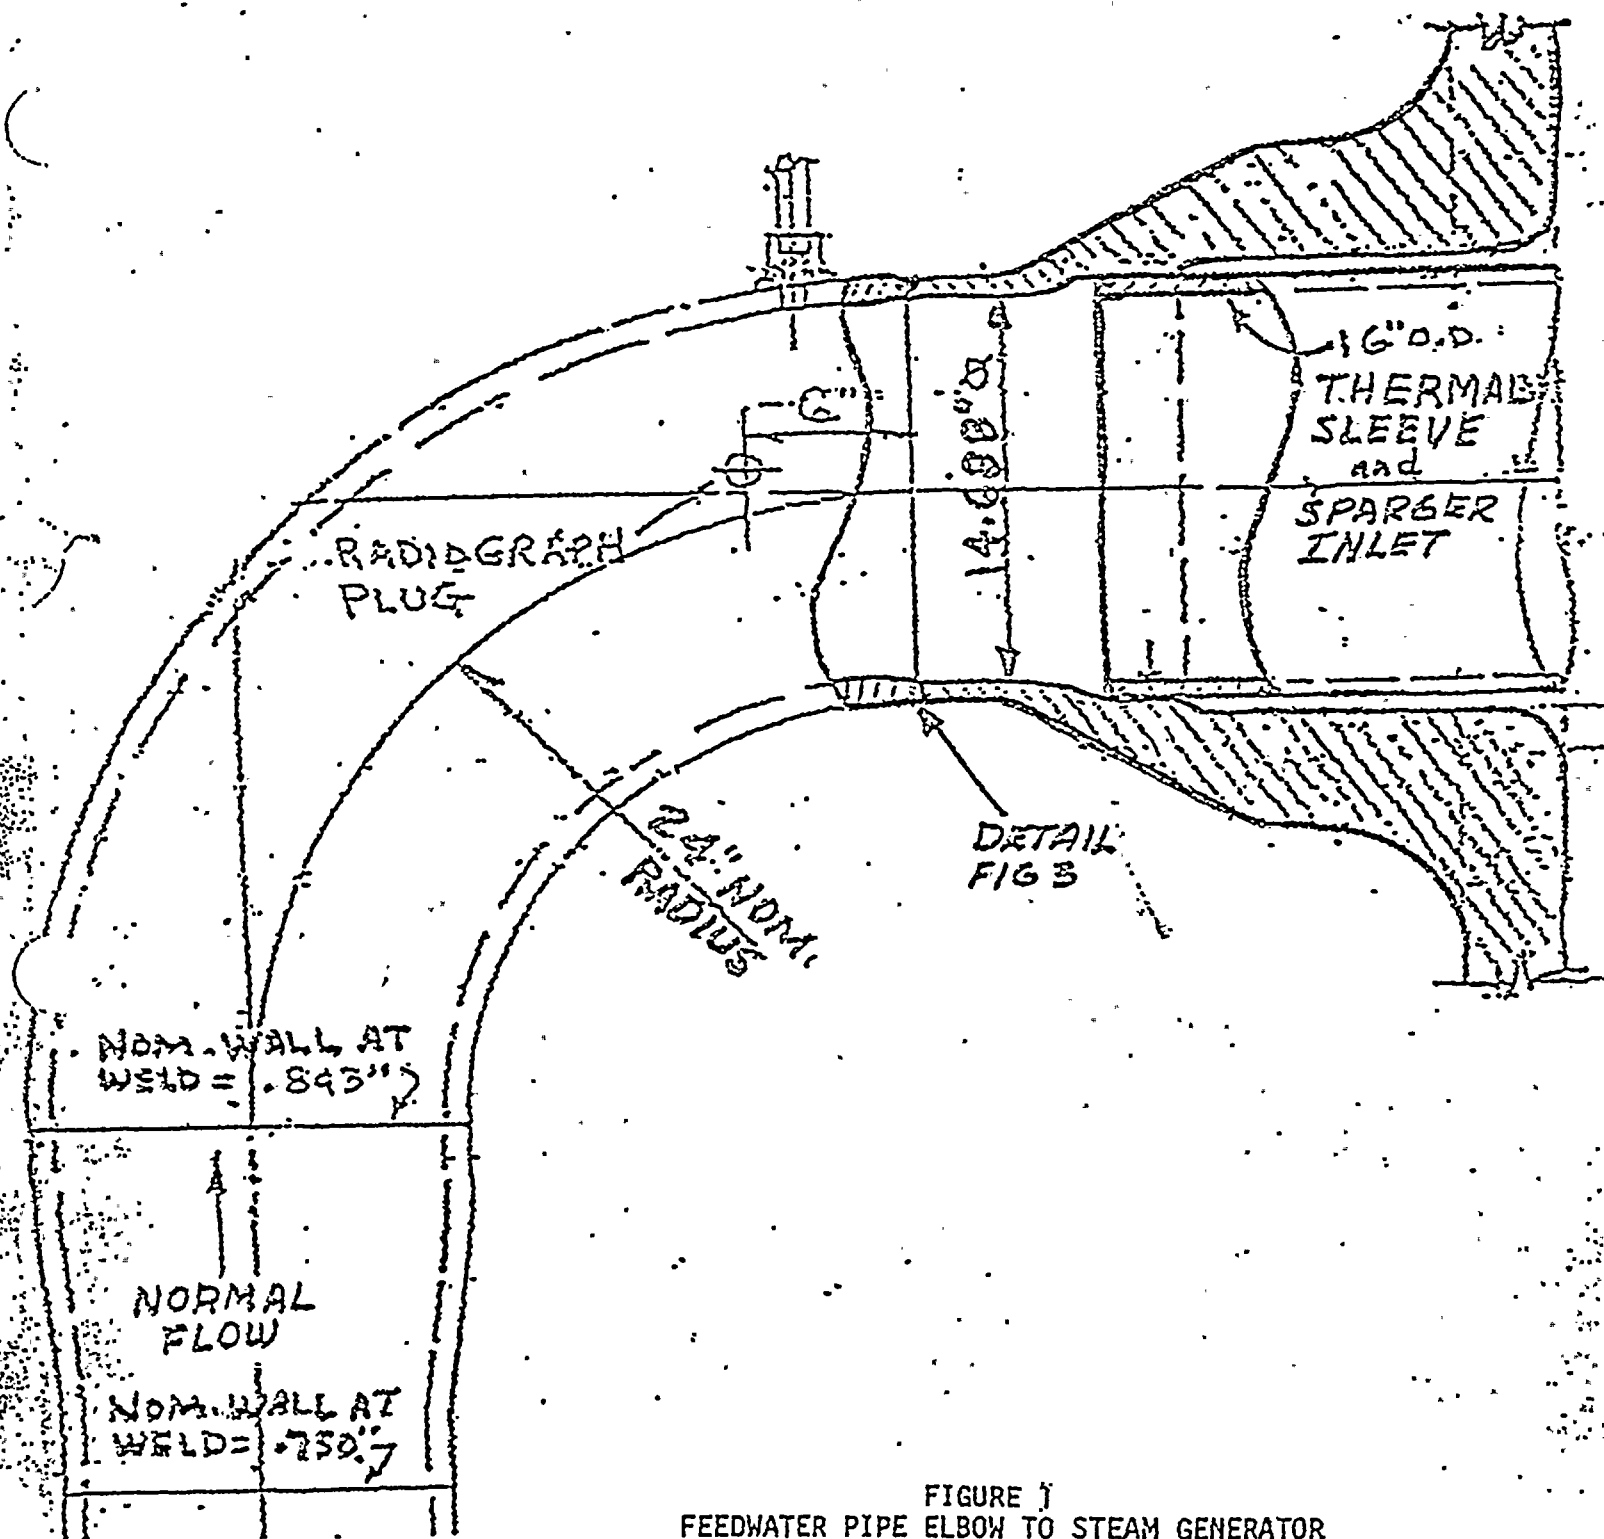 6"
14.688"Ø
16" O.D.
THERMAL
SLEEVE
and
SPARGER
INLET
RADIOGRAPH
PLUG
24" NOM.
RADIUS
DETAIL
FIG 3
NOM. WALL AT
WELD = .843"
NORMAL
FLOW
NOM. WALL AT
WELD = .750"
FIGURE 1
FEEDWATER PIPE ELBOW TO STEAM GENERATOR